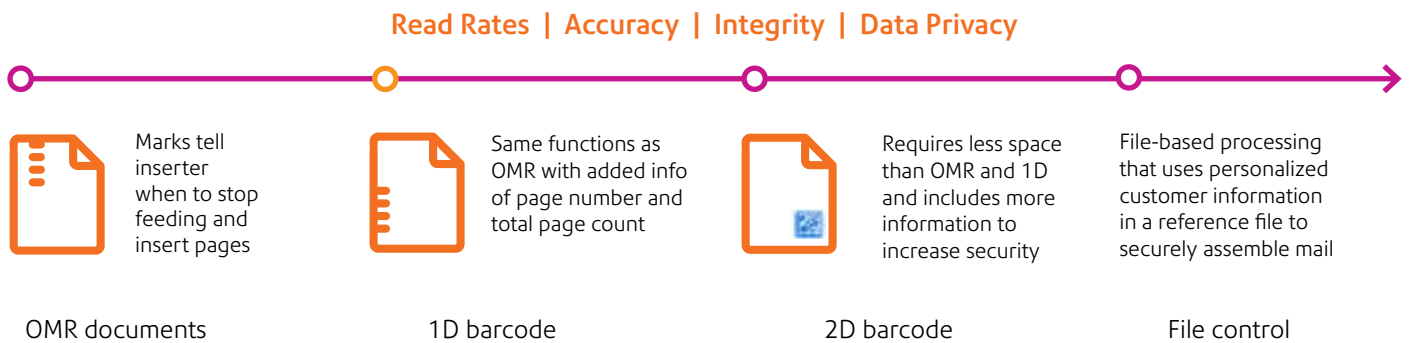 Read Rates | Accuracy | Integrity | Data Privacy
Marks tell
inserter
when to stop
feeding and
insert pages
Same functions as
OMR with added info
of page number and
total page count
Requires less space
than OMR and 1D
and includes more
information to
increase security
File-based processing
that uses personalized
customer information
in a reference file to
securely assemble mail
OMR documents
1D barcode
2D barcode
File control